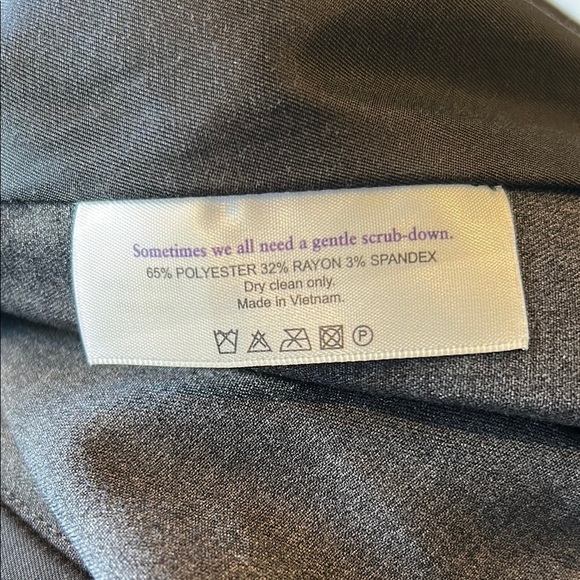 Sometimes we all need a gentle scrub-down.
65% POLYESTER 32% RAYON 3% SPANDEX
Dry clean only.
Made in Vietnam.
P